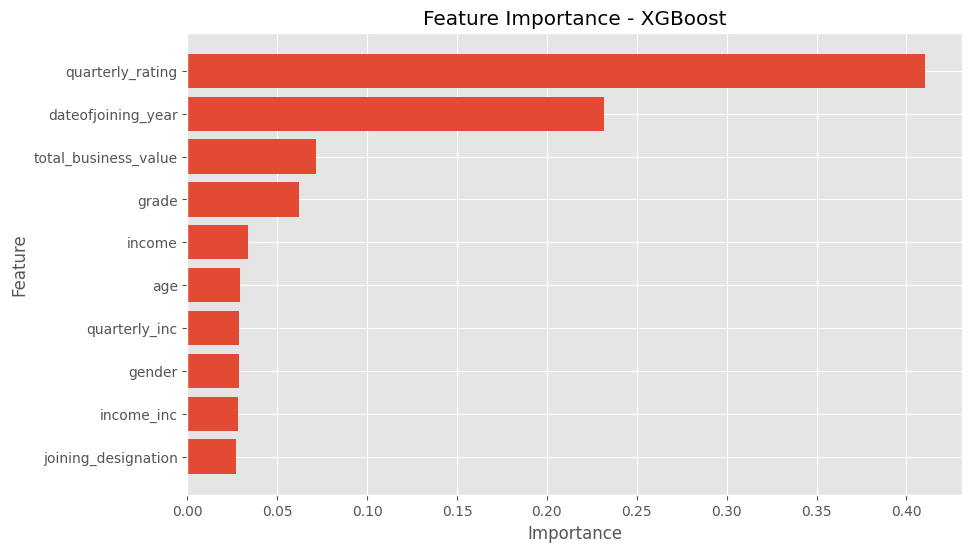 Feature Importance - XGBoost
quarterly_rating
dateofjoining_year
total_business_value
grade
income
age
quarterly_inc
gender
income_inc
joining_designation
Feature
0.00 0.05 0.10 0.15 0.20 0.25 0.30 0.35 0.40
Importance